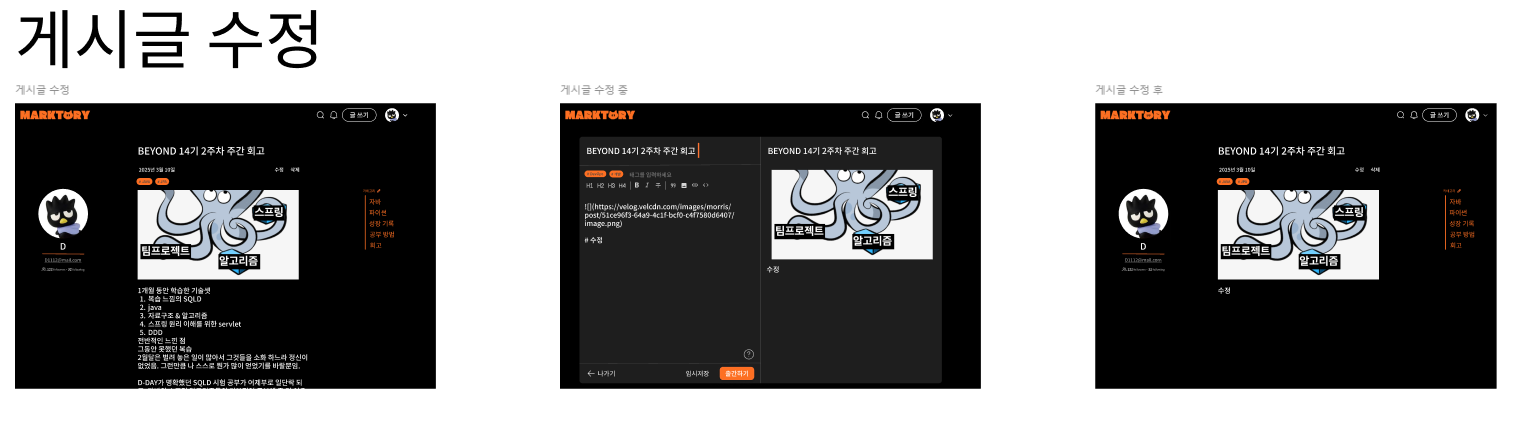 게시글 수정
게시글 수정
MARKTORY
글 쓰기
BEYOND 14기 2주차 주간 회고
2025년 3월 10일
수정 삭제
스프링
팀프로젝트
알고리즘
D
D1112@mail.com
자바
파이썬
성장 기록
공부 방법
회고
1개월 동안 학습한 기술셋
1. 복습 느낌의 SQLD
2. java
3. 자료구조 & 알고리즘
4. 스프링 원리 이해를 위한 servlet
5. DDD
전반적인 느낀 점
그동안 못했던 복습
2월달은 벌려 놓은 일이 많아서 그것들을 소화 하느라 정신이
없었음. 그런만큼 나 스스로 뭔가 많이 얻었기를 바랄뿐임.
D-DAY가 명확했던 SQLD 시험 공부가 어제부로 일단락 되
게시글 수정 중
MARKTORY
글 쓰기
BEYOND 14기 2주차 주간 회고
태그를 입력하세요
H1 H2 H3 H4 B I T
![](https://velog.velcdn.com/images/morris/
post/51ce96f3-64a9-4c1f-bcf0-c4f7580d6407/
image.png)
# 수정
?
나가기
임시저장
출간하기
BEYOND 14기 2주차 주간 회고
스프링
팀프로젝트
알고리즘
수정
게시글 수정 후
MARKTORY
글 쓰기
BEYOND 14기 2주차 주간 회고
2025년 3월 10일
수정 삭제
스프링
팀프로젝트
알고리즘
수정
D
D1112@mail.com
자바
파이썬
성장 기록
공부 방법
회고